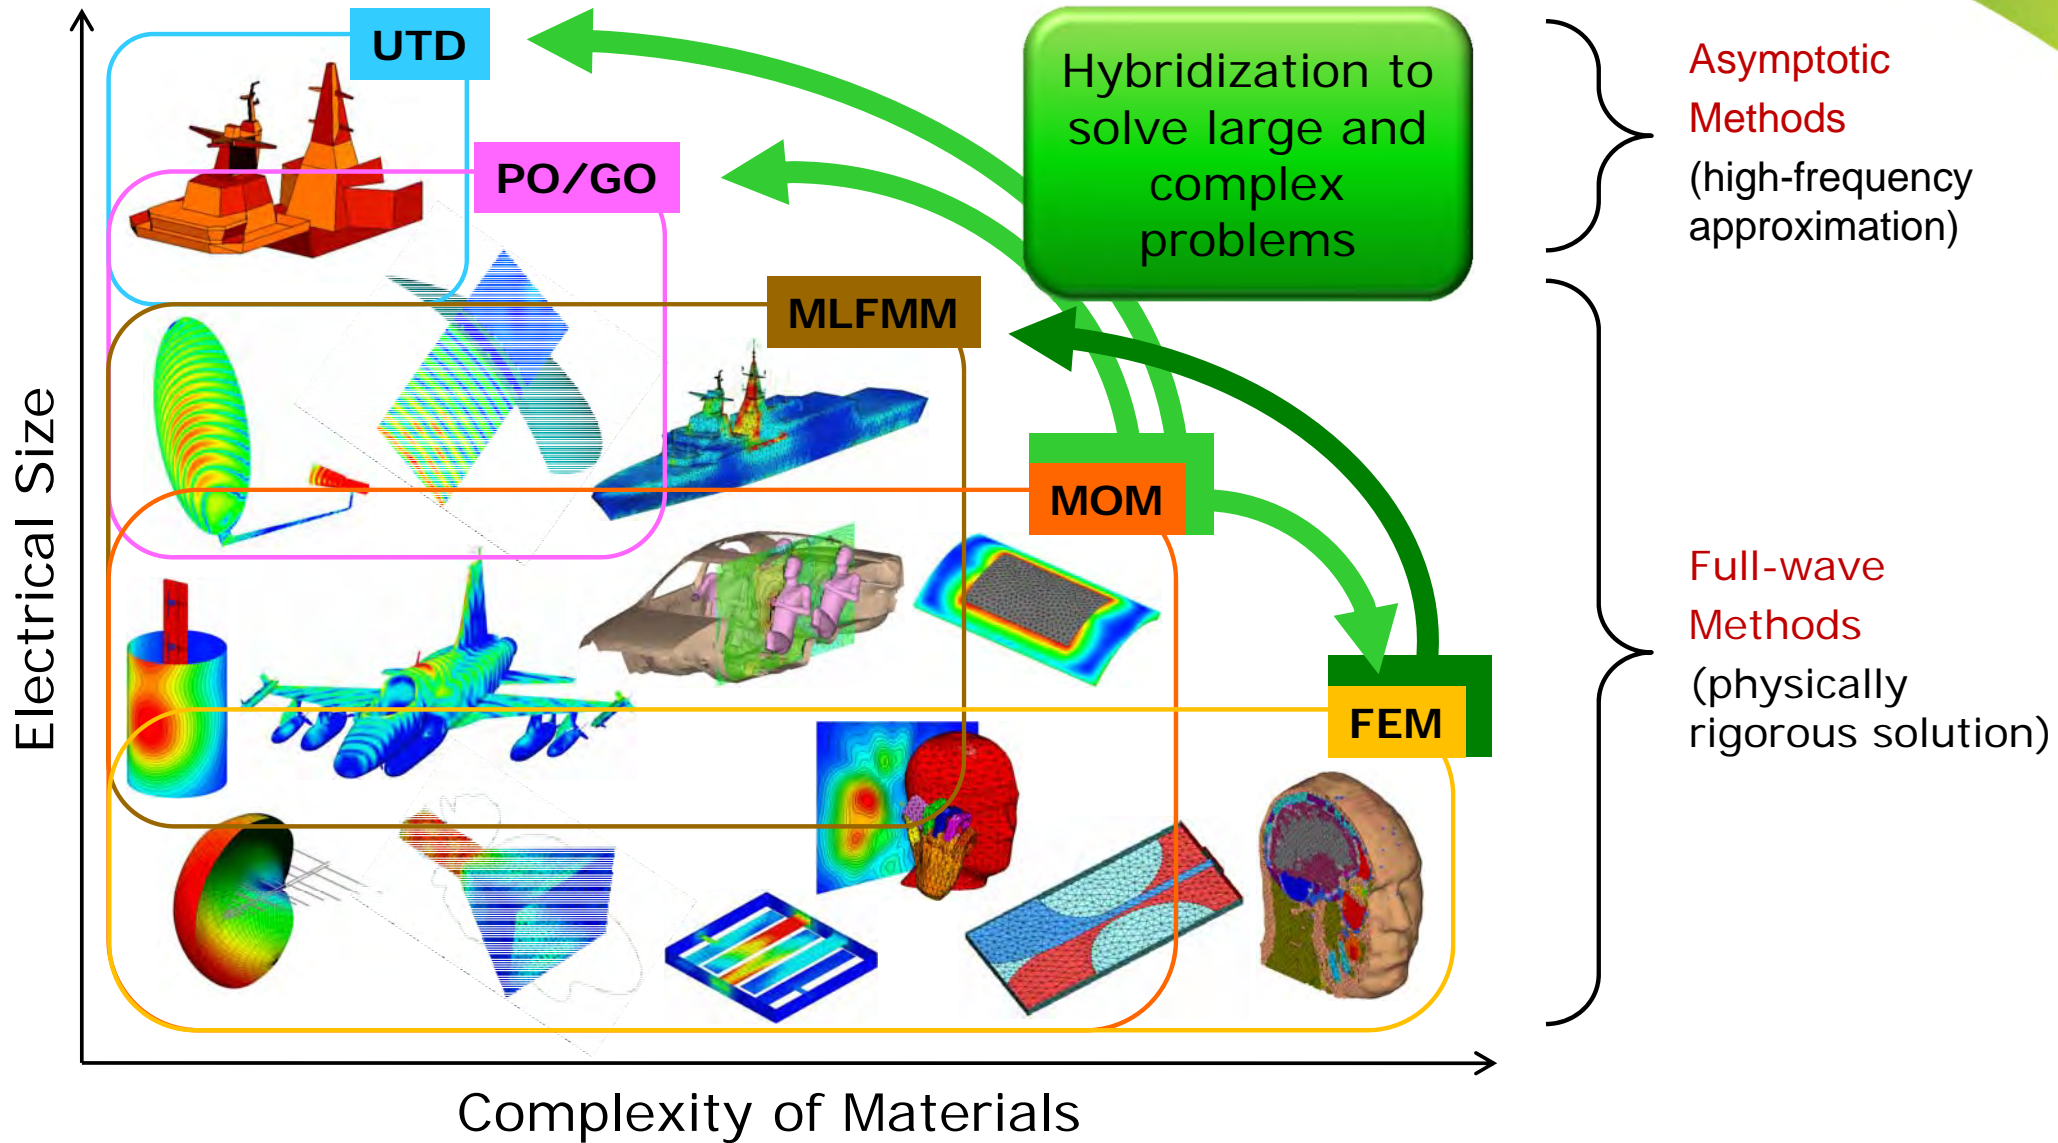 UTD
PO/GO
MLFMM
MOM
FEM
Hybridization to
solve large and
complex
problems
Asymptotic
Methods
(high-frequency
approximation)
Full-wave
Methods
(physically
rigorous solution)
Electrical Size
Complexity of Materials